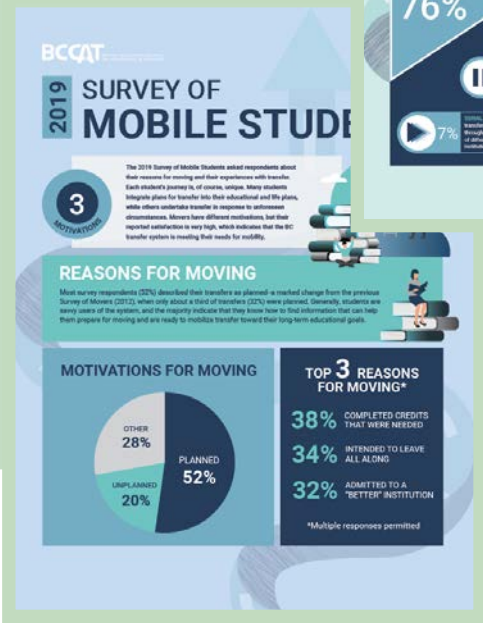 76%
BCCAT
7%
2019
SURVEY OF
MOBILE STUDE
3
MOTIVATIONS
The 2019 Survey of Mobile Students asked respondents about
their reasons for moving and their experiences with transfer.
Each student's journey is, of course, unique. Many students
integrate plans for transfer into their educational and life plans,
while others undertake transfer in response to unforeseen
circumstances. Movers have different motivations, but their
reported satisfaction is very high, which indicates that the BC
transfer system is meeting their needs for mobility.
REASONS FOR MOVING
Most survey respondents (52%) described their transfers as planned–a marked change from the previous
Survey of Movers (2012), when only about a third of transfers (32%) were planned. Generally, students are
savvy users of the system, and the majority indicate that they know how to find information that can help
them prepare for moving and are ready to mobilize transfer toward their long-term educational goals.
MOTIVATIONS FOR MOVING
OTHER
28%
PLANNED
52%
UNPLANNED
20%
TOP 3 REASONS
FOR MOVING*
38% COMPLETED CREDITS
THAT WERE NEEDED
34% INTENDED TO LEAVE
ALL ALONG
32% ADMITTED TO A
"BETTER" INSTITUTION
*Multiple responses permitted